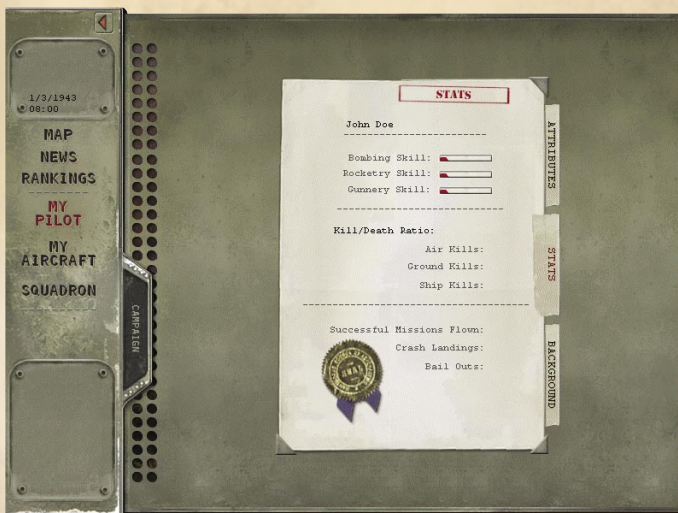 1/3/1943
08:00
MAP
NEWS
RANKINGS
MY
PILOT
MY
AIRCRAFT
SQUADRON
CAMPAIGN
STATS
John Doe
Bombing Skill:
Rocketry Skill:
Gunnery Skill:
Kill/Death Ratio:
Air Kills:
Ground Kills:
Ship Kills:
Successful Missions Flown:
Crash Landings:
Bail Outs:
ATTRIBUTES
STATS
BACKGROUND